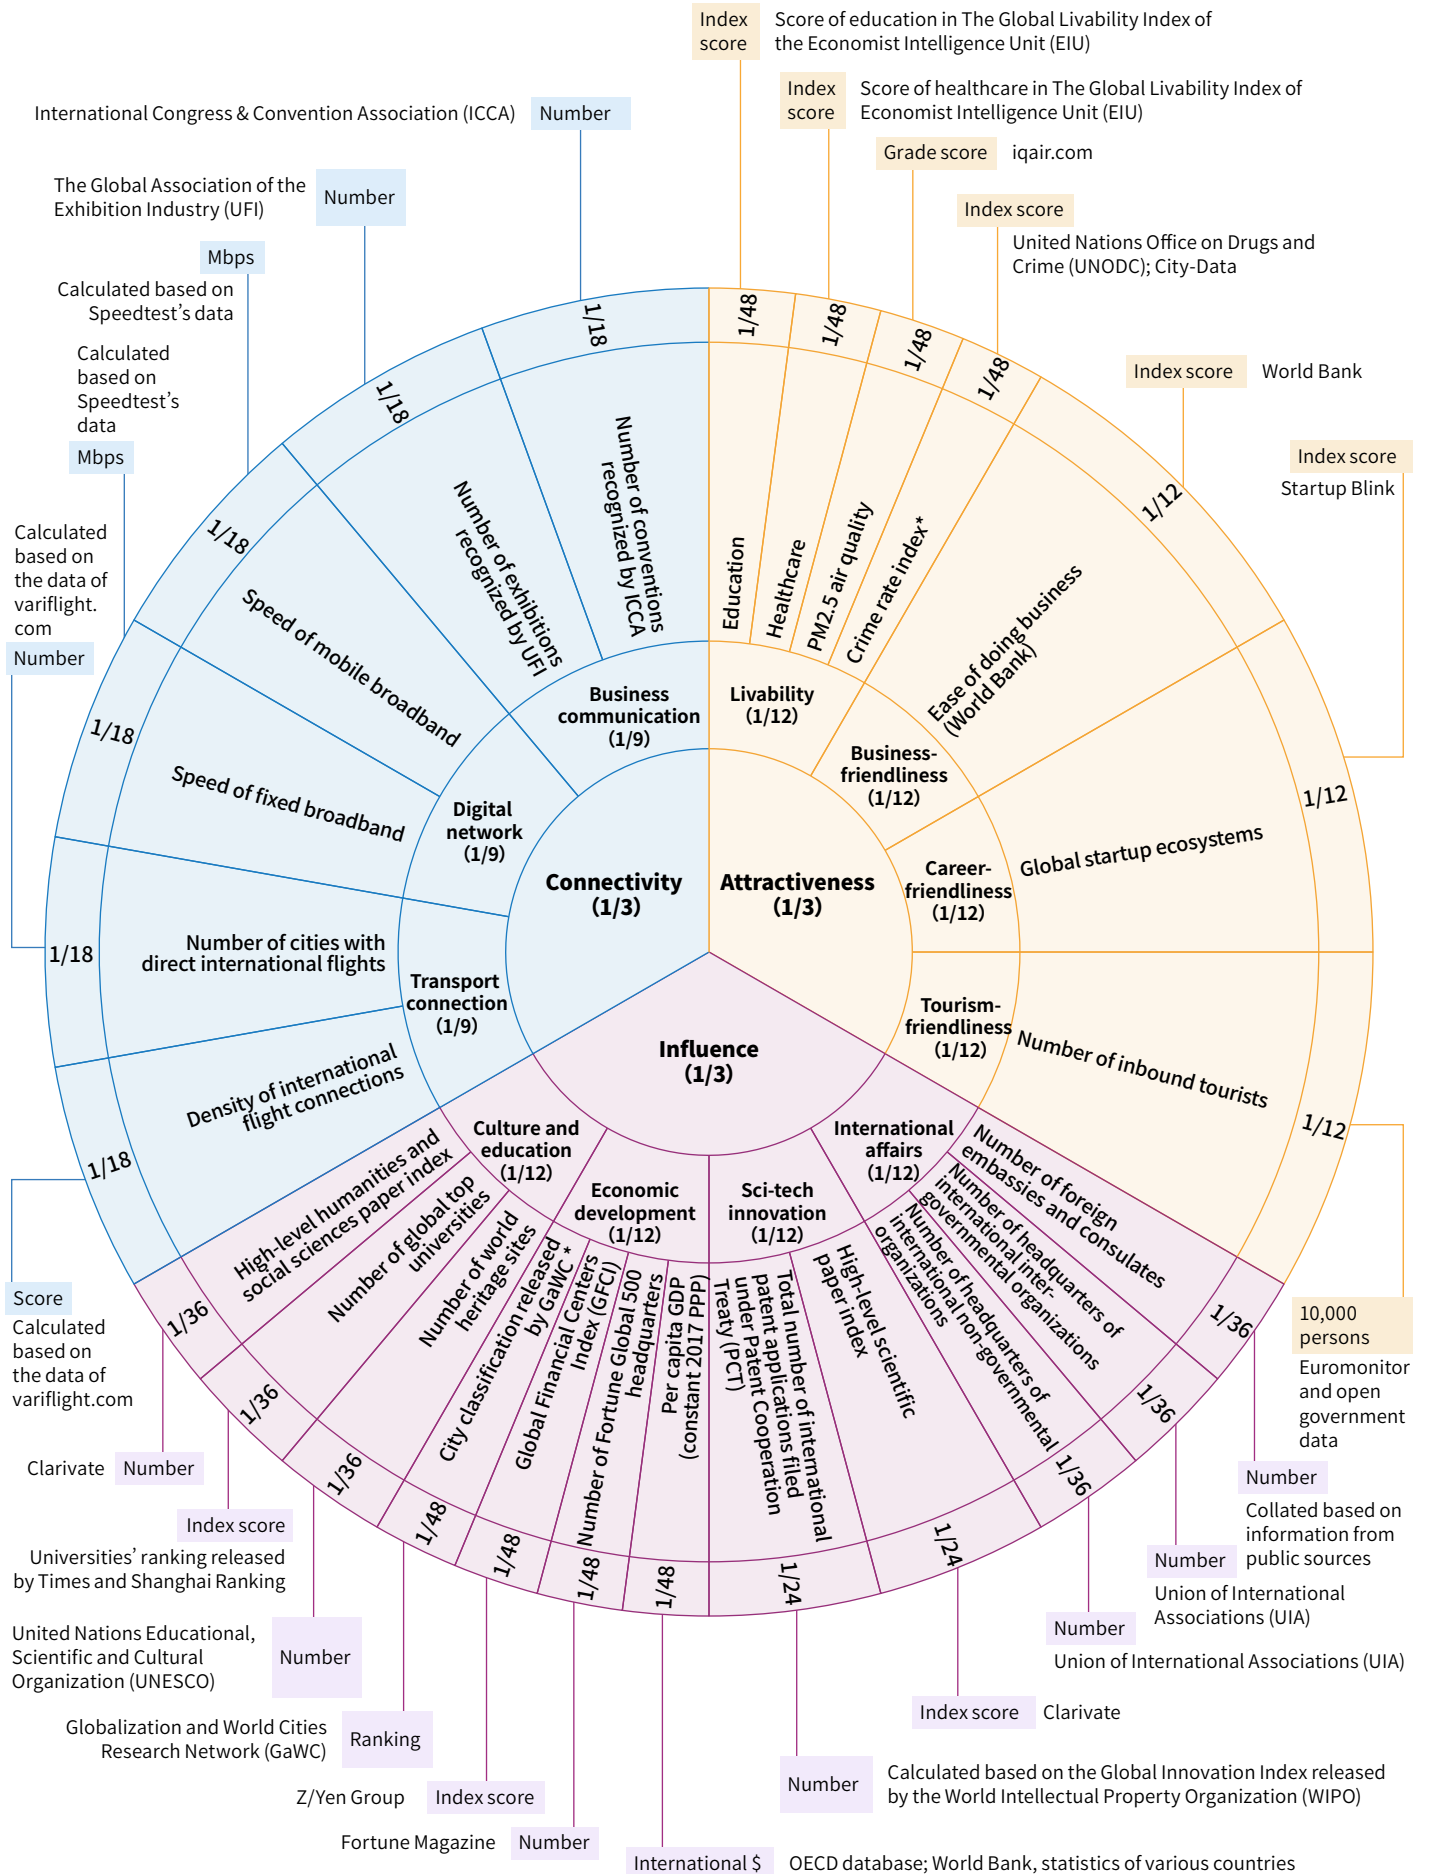 Index
score
Score of education in The Global Livability Index of
the Economist Intelligence Unit (EIU)
Index
score
Score of healthcare in The Global Livability Index of
Economist Intelligence Unit (EIU)
Grade score
iqair.com
Index score
United Nations Office on Drugs and
Crime (UNODC); City-Data
Index score
World Bank
Index score
Startup Blink
International Congress & Convention Association (ICCA)
Number
The Global Association of the
Exhibition Industry (UFI)
Number
Mbps
Calculated based on
Speedtest's data
Calculated
based on
Speedtest's
data
Mbps
Calculated
based on
the data of
variflight.
com
Number
1/18
1/18
1/18
1/18
1/18
1/18
1/48
1/48
1/48
1/48
1/12
1/12
1/12
Number of conventions
recognized by ICCA
Number of exhibitions
recognized by UFI
Speed of mobile broadband
Speed of fixed broadband
Number of cities with
direct international flights
Density of international
flight connections
Education
Healthcare
PM2.5 air quality
Crime rate index*
Ease of doing business
(World Bank)
Global startup ecosystems
Number of inbound tourists
Business
communication
(1/9)
Digital
network
(1/9)
Transport
connection
(1/9)
Livability
(1/12)
Business-
friendliness
(1/12)
Career-
friendliness
(1/12)
Tourism-
friendliness
(1/12)
Connectivity
(1/3)
Attractiveness
(1/3)
Influence
(1/3)
Culture and
education
(1/12)
Economic
development
(1/12)
Sci-tech
innovation
(1/12)
International
affairs
(1/12)
High-level humanities and
social sciences paper index
Number of global top
universities
Number of world
heritage sites
City classification released
by GaWC *
Global Financial Centers
Index (GFCI)
Number of Fortune Global 500
headquarters
Per capita GDP
(constant 2017 PPP)
Total number of international
patent applications filed
under Patent Cooperation
Treaty (PCT)
High-level scientific
paper index
Number of headquarters of
international non-governmental
organizations
Number of headquarters of
international inter-
governmental organizations
Number of foreign
embassies and consulates
1/36
1/36
1/36
1/48
1/48
1/48
1/48
1/24
1/24
1/36
1/36
1/36
Score
Calculated
based on
the data of
variflight.com
Clarivate
Number
Index score
Universities' ranking released
by Times and Shanghai Ranking
United Nations Educational,
Scientific and Cultural
Organization (UNESCO)
Number
Globalization and World Cities
Research Network (GaWC)
Ranking
Z/Yen Group
Index score
Fortune Magazine
Number
International $
OECD database; World Bank, statistics of various countries
Number
Calculated based on the Global Innovation Index released
by the World Intellectual Property Organization (WIPO)
Index score
Clarivate
Number
Union of International Associations (UIA)
Number
Union of International
Associations (UIA)
Number
Collated based on
information from
public sources
10,000
persons
Euromonitor
and open
government
data